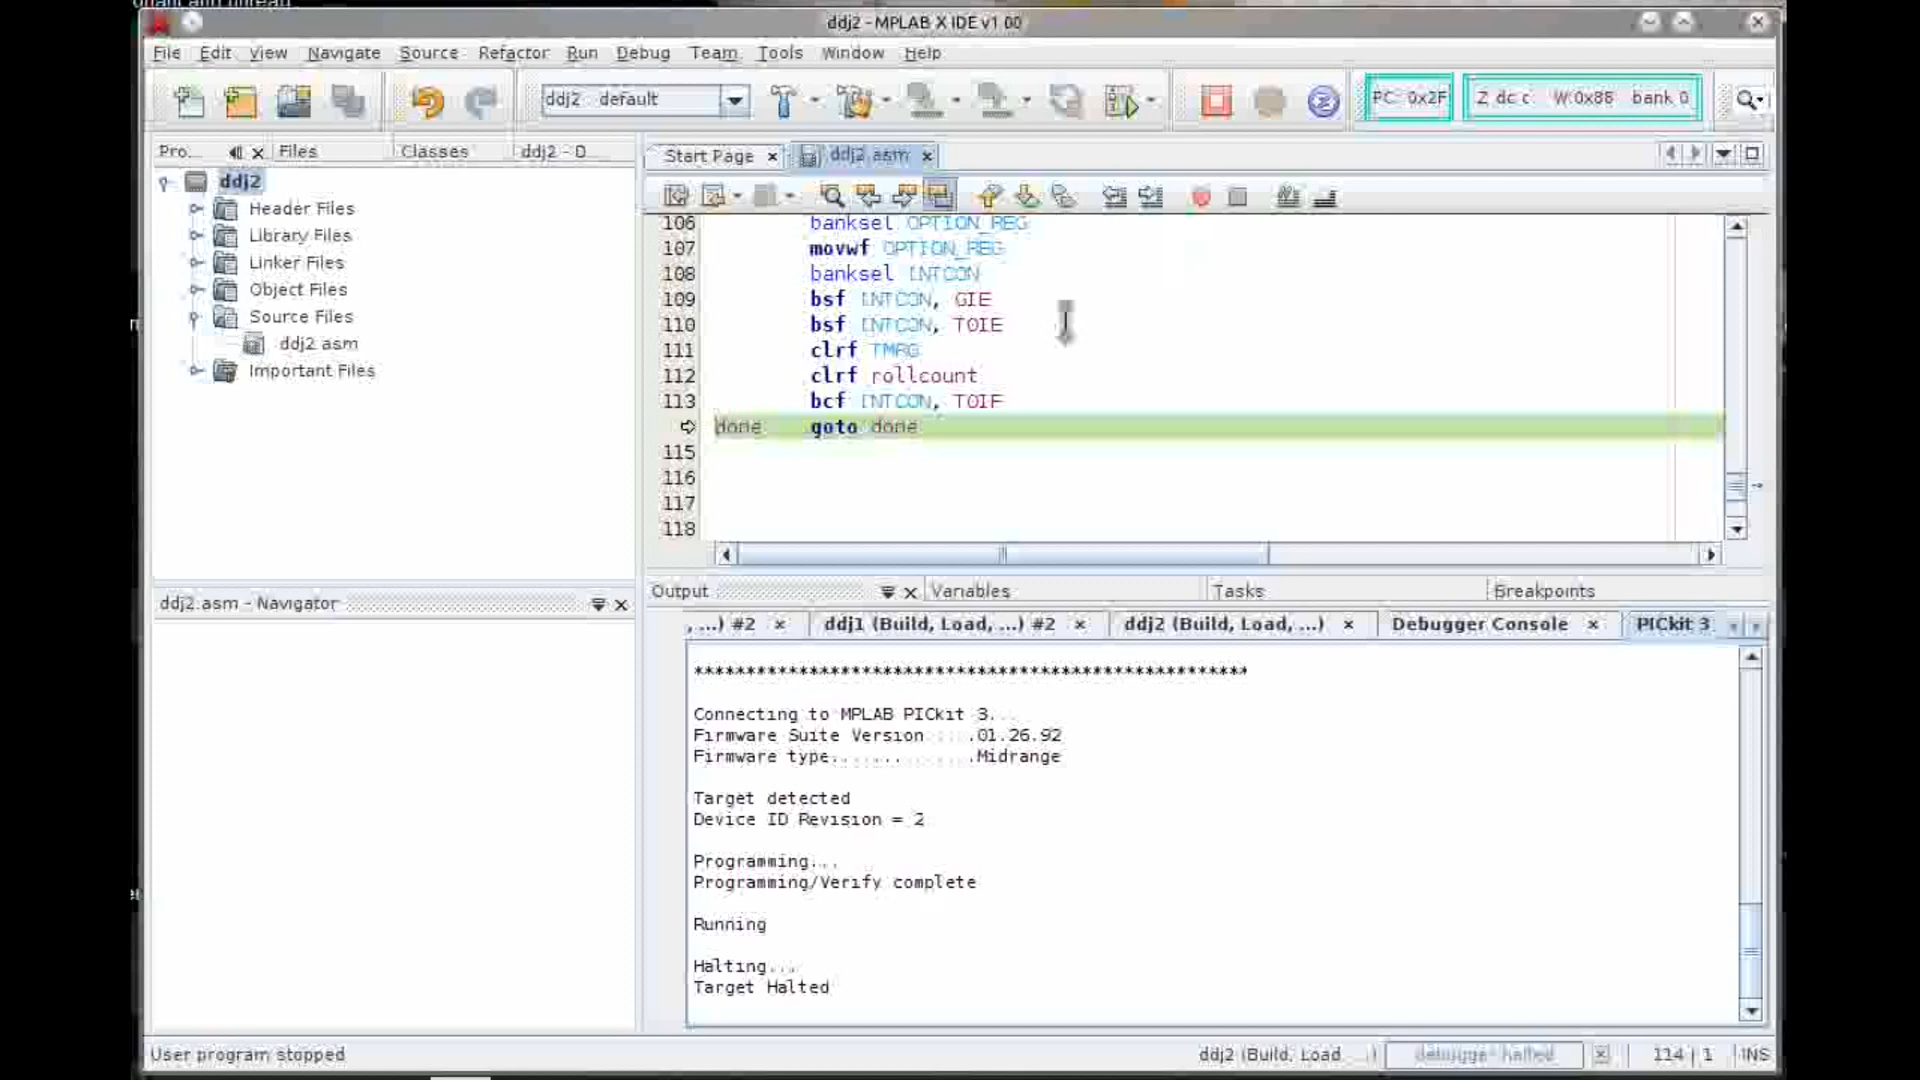 ddj2 - MPLAB X IDE v1.00
File Edit View Navigate Source Refactor Run Debug Team Tools Window Help
ddj2 default PC: 0x2F Z dc c W:0x86 bank 0
Pro... Files Classes ddj2 - D...
Start Page ddj2.asm
ddj2
Header Files
Library Files
Linker Files
Object Files
Source Files
ddj2.asm
Important Files
106 banksel OPTION_REG
107 movwf OPTION_REG
108 banksel INTCON
109 bsf INTCON, GIE
110 bsf INTCON, T0IE
111 clrf TMR0
112 clrf rollcount
113 bcf INTCON, T0IF
done goto done
115
116
117
118
ddj2.asm - Navigator
Output Variables Tasks Breakpoints
, ...) #2 ddj1 (Build, Load, ...) #2 ddj2 (Build, Load, ...) Debugger Console PICkit 3
*****************************************************
Connecting to MPLAB PICkit 3...
Firmware Suite Version.....01.26.92
Firmware type..............Midrange
Target detected
Device ID Revision = 2
Programming...
Programming/Verify complete
Running
Halting...
Target Halted
User program stopped ddj2 (Build, Load, ...) debugger halted 114 | 1 INS